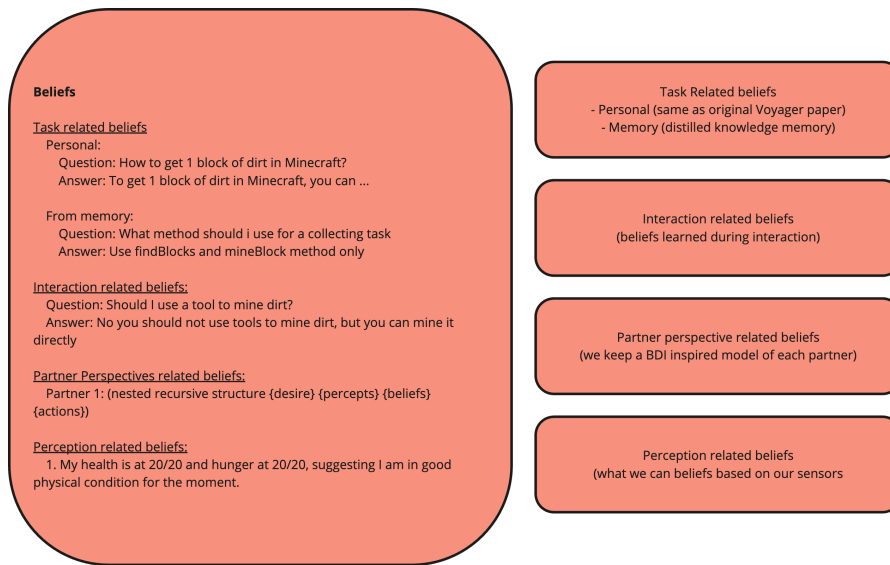 Beliefs
Task related beliefs
Personal:
Question: How to get 1 block of dirt in Minecraft?
Answer: To get 1 block of dirt in Minecraft, you can ...
From memory:
Question: What method should i use for a collecting task
Answer: Use findBlocks and mineBlock method only
Interaction related beliefs:
Question: Should I use a tool to mine dirt?
Answer: No you should not use tools to mine dirt, but you can mine it
directly
Partner Perspectives related beliefs:
Partner 1: (nested recursive structure {desire} {percepts} {beliefs}
{actions})
Perception related beliefs:
1. My health is at 20/20 and hunger at 20/20, suggesting I am in good
physical condition for the moment.
Task Related beliefs
- Personal (same as original Voyager paper)
- Memory (distilled knowledge memory)
Interaction related beliefs
(beliefs learned during interaction)
Partner perspective related beliefs
(we keep a BDI inspired model of each partner)
Perception related beliefs
(what we can beliefs based on our sensors